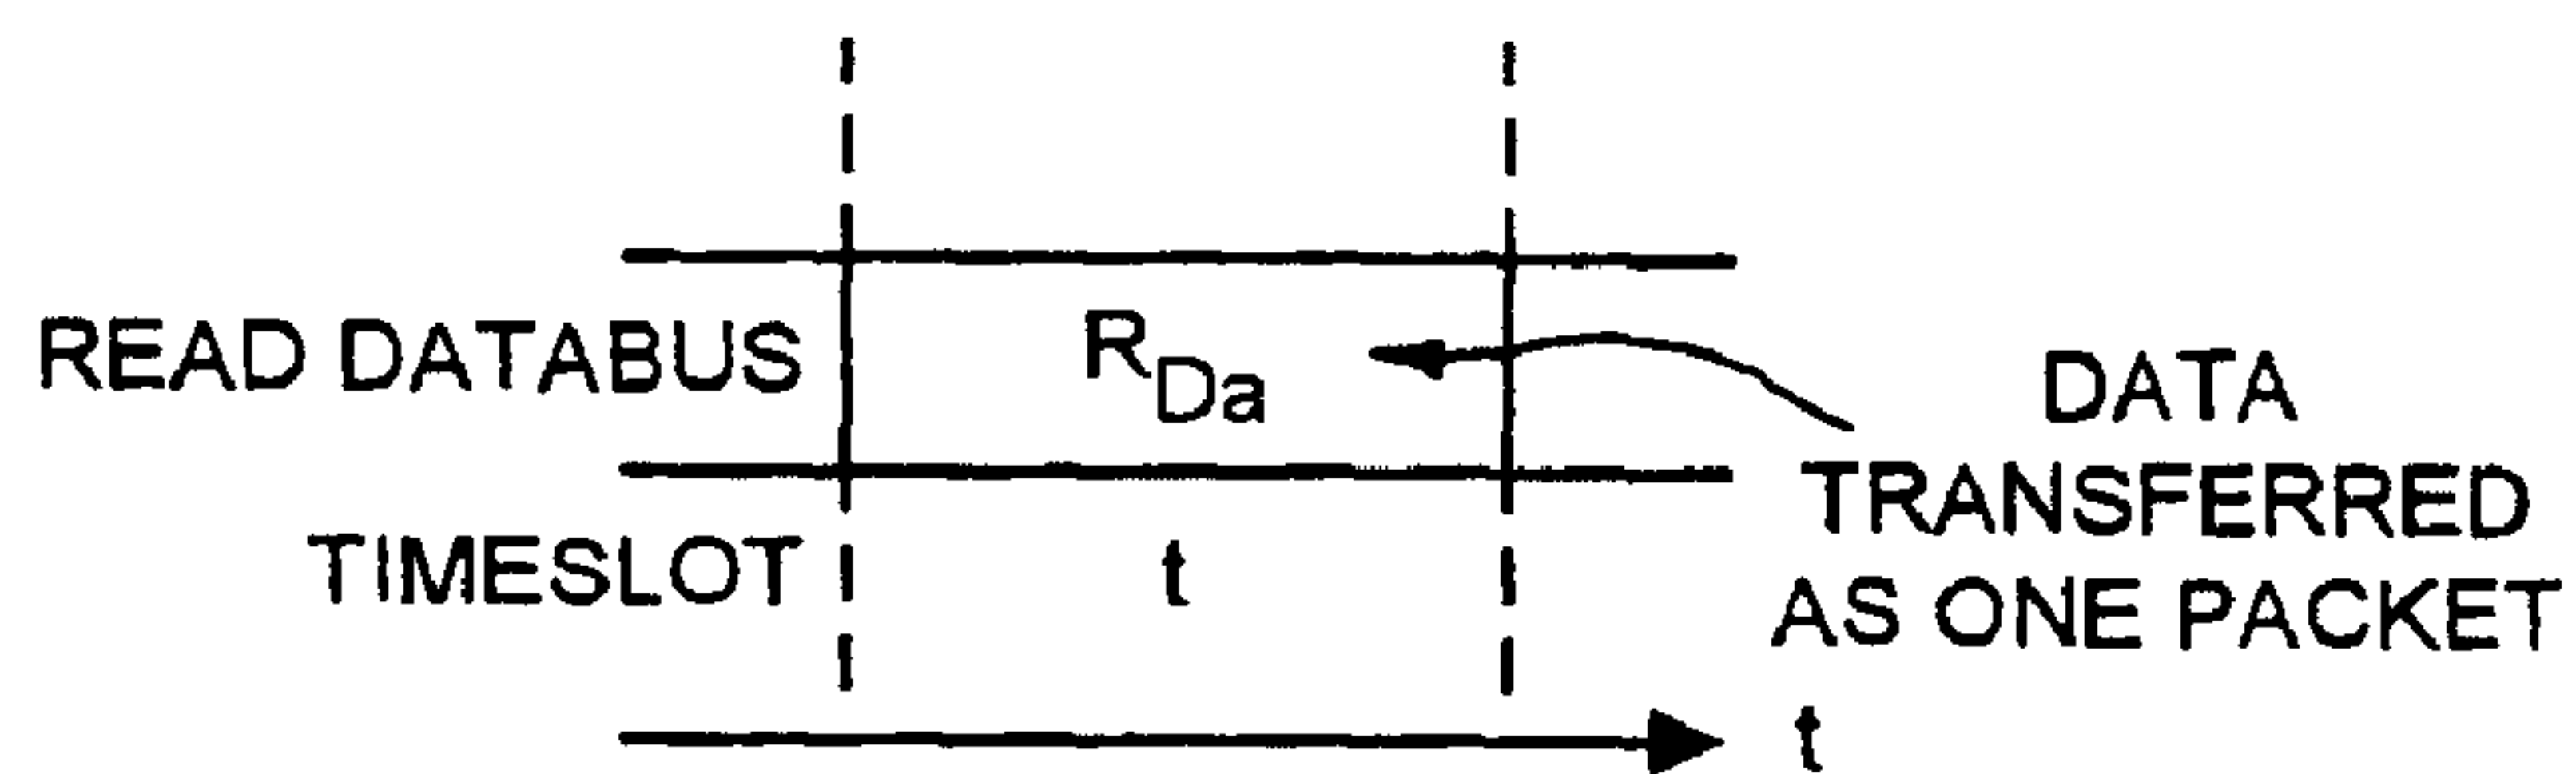 READ DATABUS
R_Da
DATA
TRANSFERRED
AS ONE PACKET
TIMESLOT
t
t